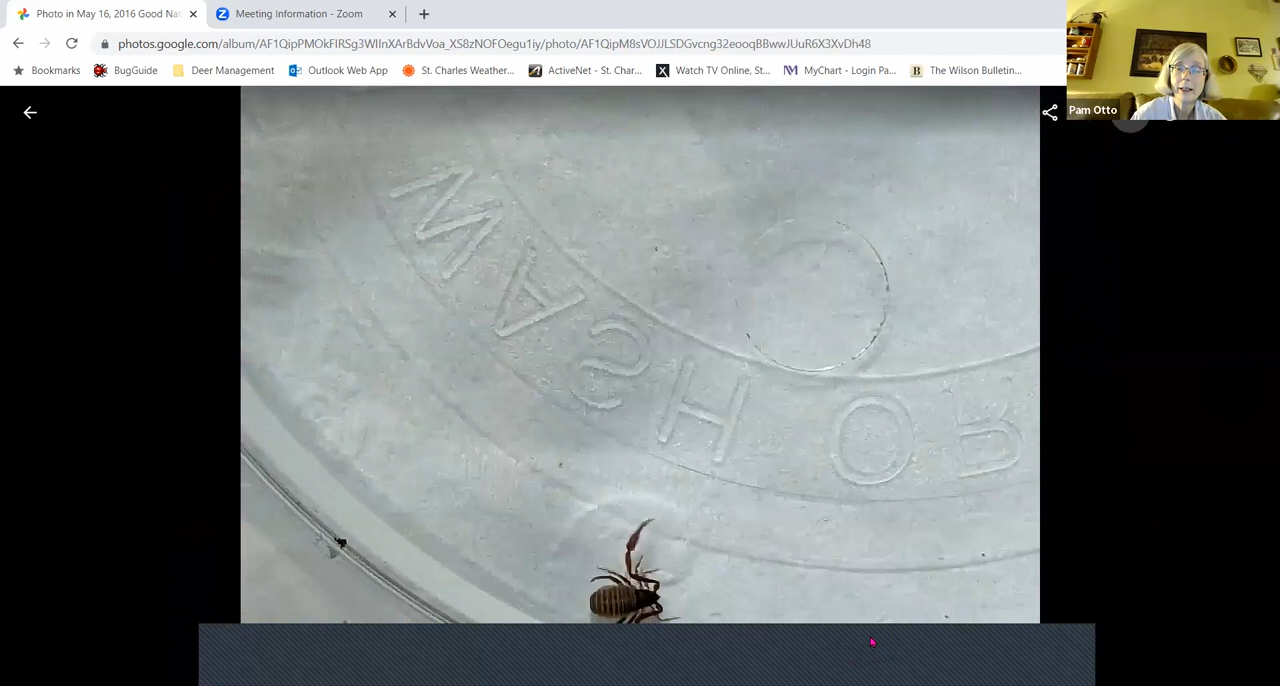 Photo in May 16, 2016 Good Nat
Meeting Information - Zoom
photos.google.com/album/AF1QipPMOkFIRSg3WIInXArBdvVoa_XS8zNOFOegu1iy/photo/AF1QipM8sVOJJLSDGvcng32eooqBBwwJUuR6X3XvDh48
Bookmarks
BugGuide
Deer Management
Outlook Web App
St. Charles Weather...
ActiveNet - St. Char...
Watch TV Online, St...
MyChart - Login Pa...
The Wilson Bulletin...
Pam Otto